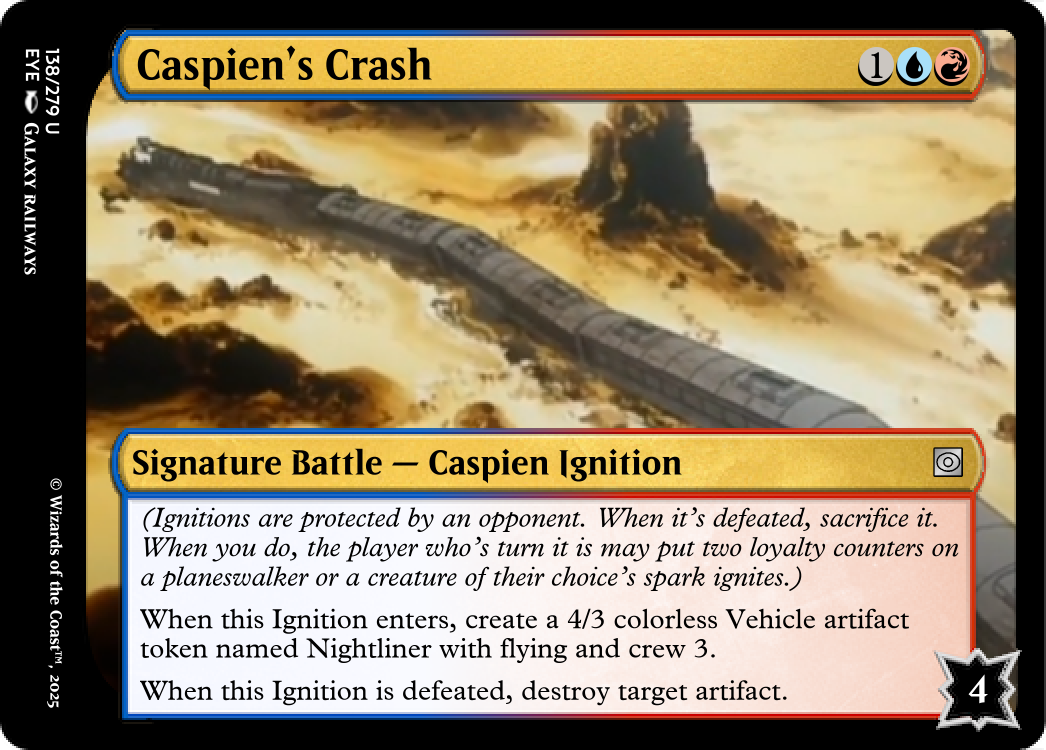 Caspien's Crash
1
Signature Battle — Caspien Ignition
(Ignitions are protected by an opponent. When it's defeated, sacrifice it.
When you do, the player who's turn it is may put two loyalty counters on
a planeswalker or a creature of their choice's spark ignites.)
When this Ignition enters, create a 4/3 colorless Vehicle artifact
token named Nightliner with flying and crew 3.
When this Ignition is defeated, destroy target artifact.
4
138/279 U
EYE GALAXY RAILWAYS
© Wizards of the Coast™, 2025